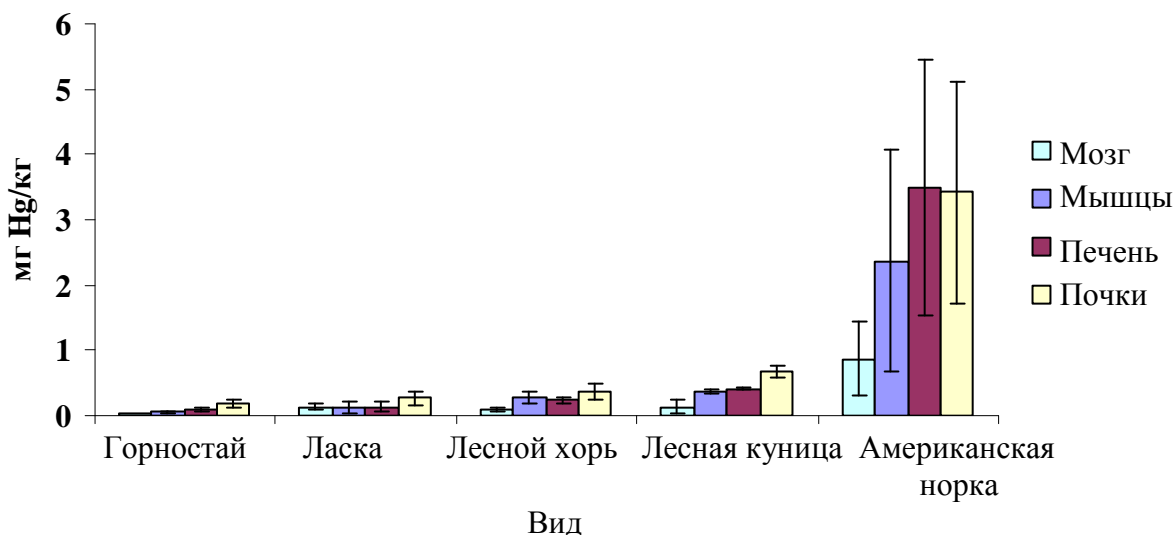 6
5
4
3
2
1
0
мг Hg/кг
Горностай
Ласка
Лесной хорь
Лесная куница
Американская
норка
Вид
Мозг
Мышцы
Печень
Почки